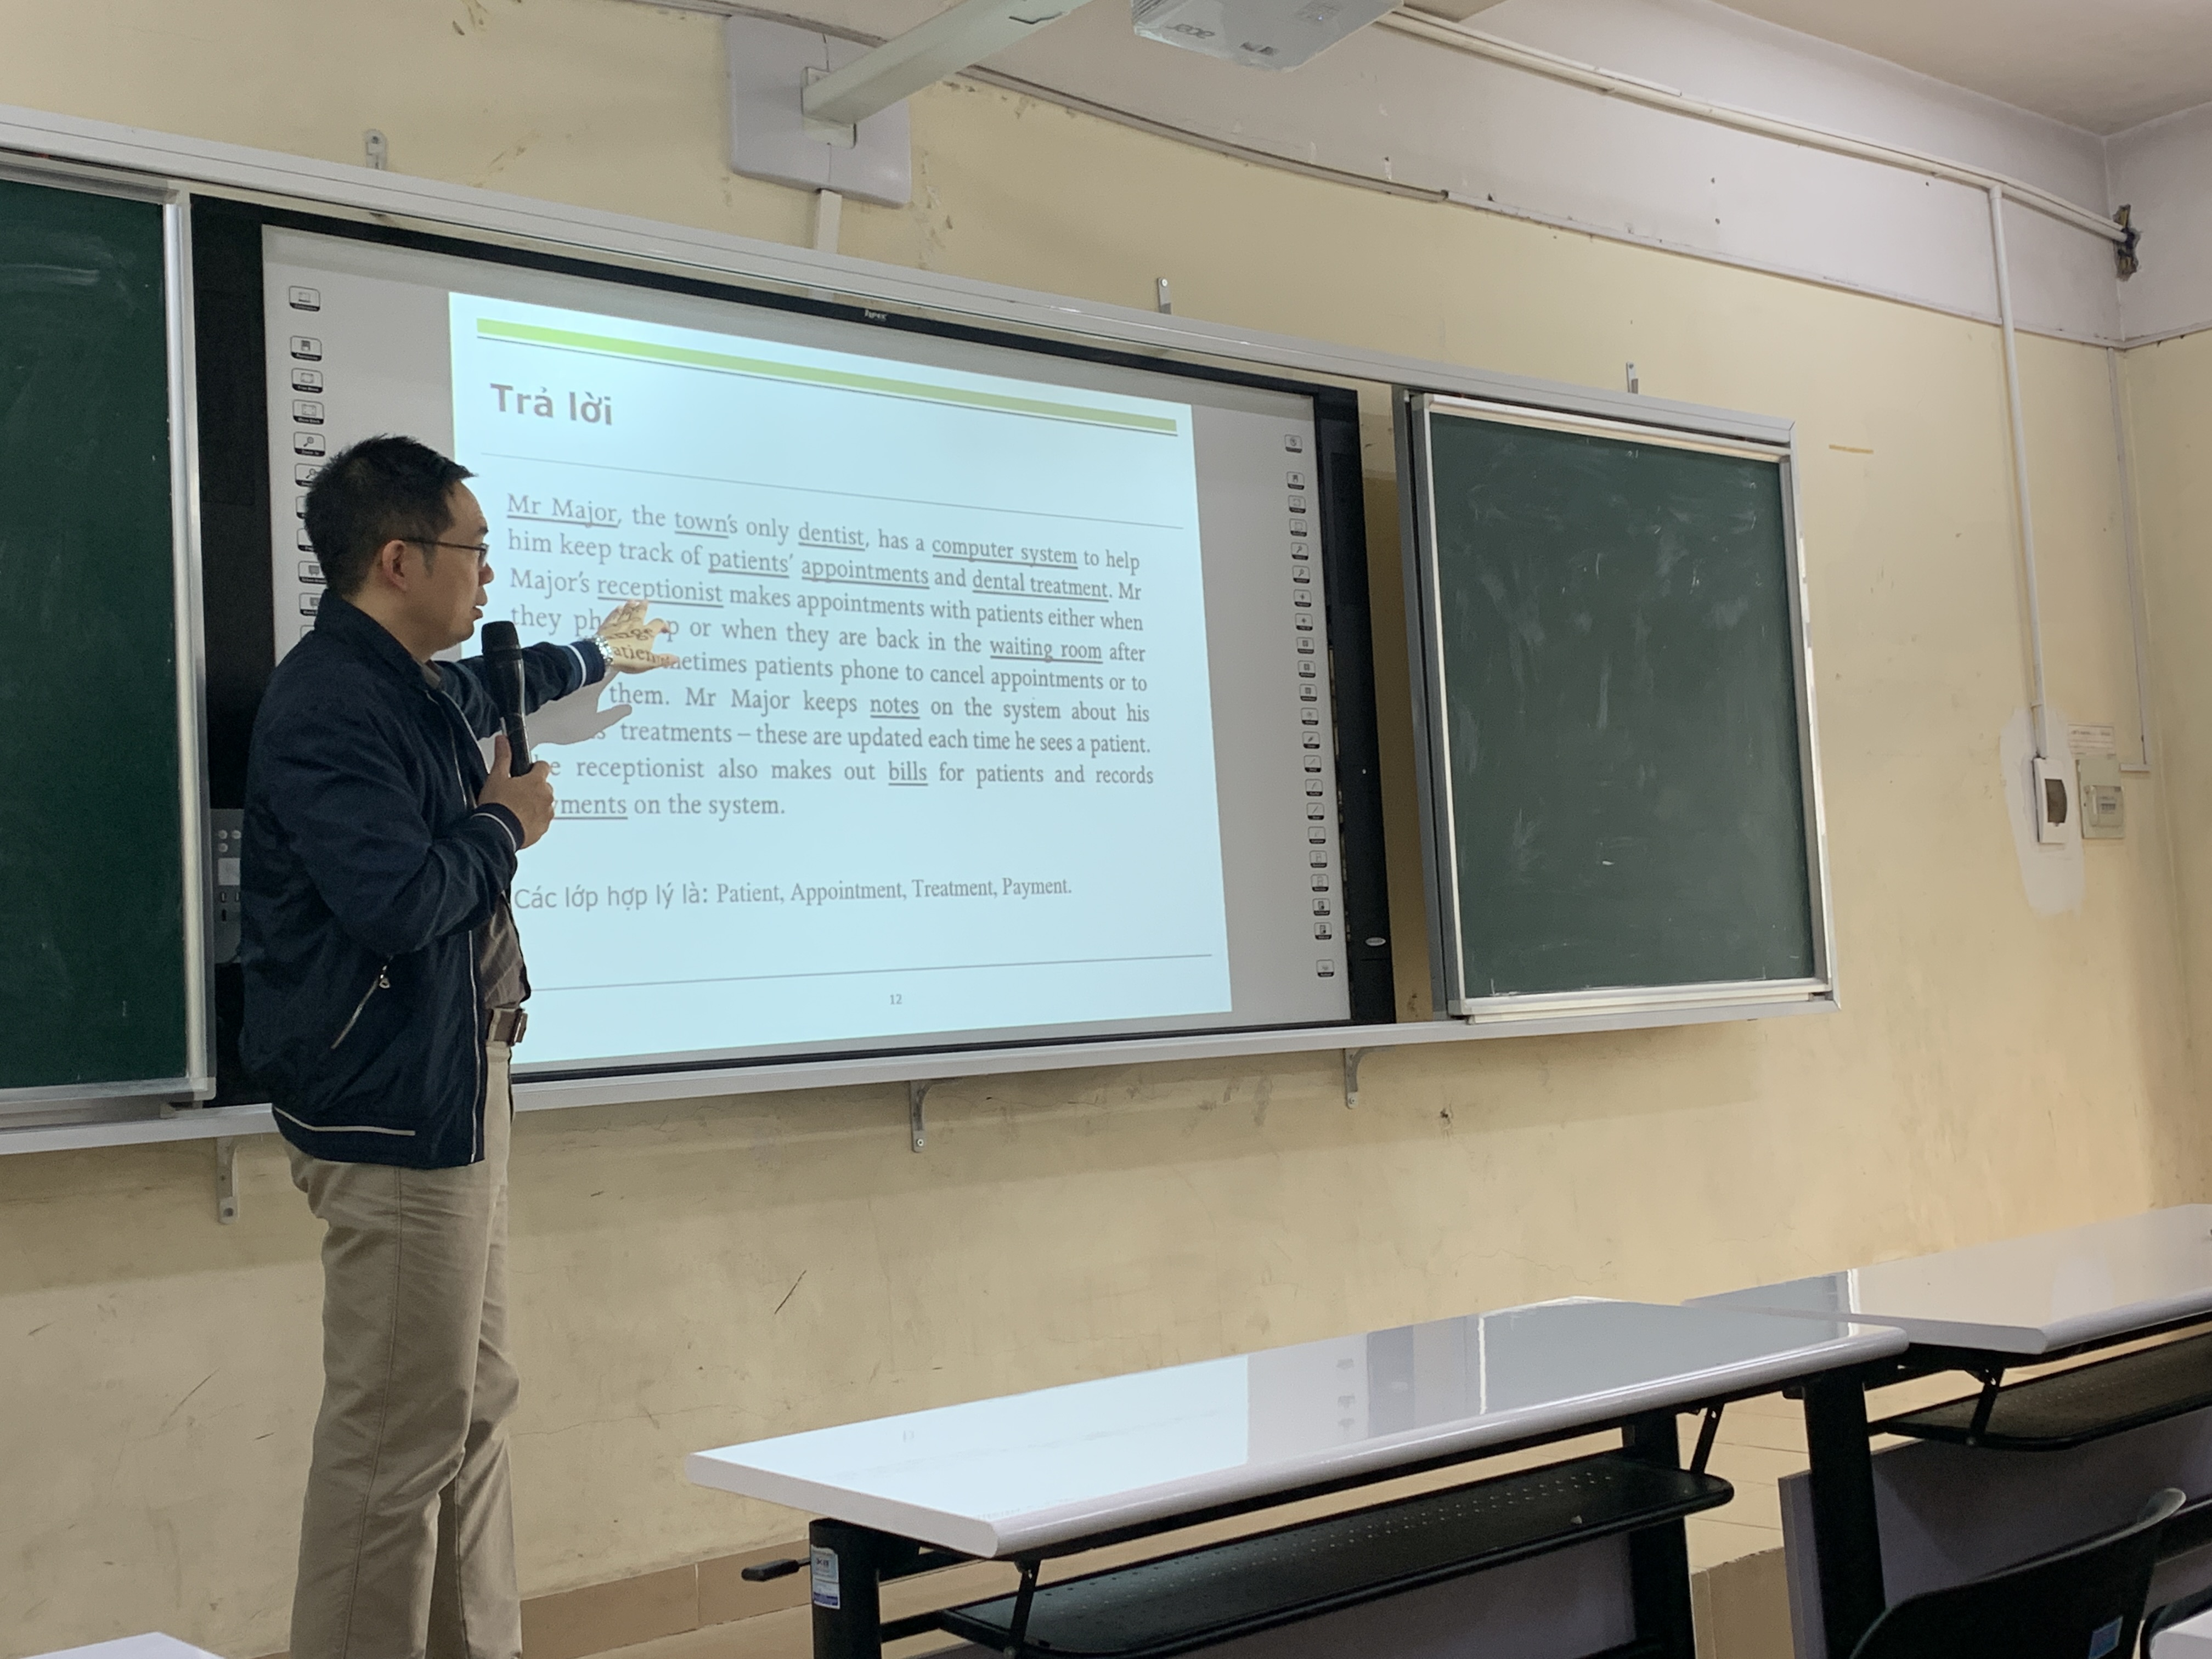 acer
Trả lời
Mr Major, the town's only dentist, has a computer system to help
him keep track of patients' appointments and dental treatment. Mr
Major's receptionist makes appointments with patients either when
they or when they are back in the waiting room after
patients phone to cancel appointments or to
them. Mr Major keeps notes on the system about his
treatments – these are updated each time he sees a patient.
receptionist also makes out bills for patients and records
on the system.
Các lớp hợp lý là: Patient, Appointment, Treatment, Payment.
12